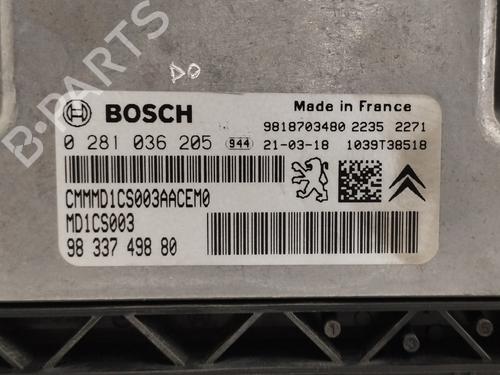 B-PARTS
DO
BOSCH
Made in France
9818703480 2235 2271
0 281 036 205 944 21-03-18 1039T38518
CMMMD1CS003AACEM0
MD1CS003
98 337 498 80